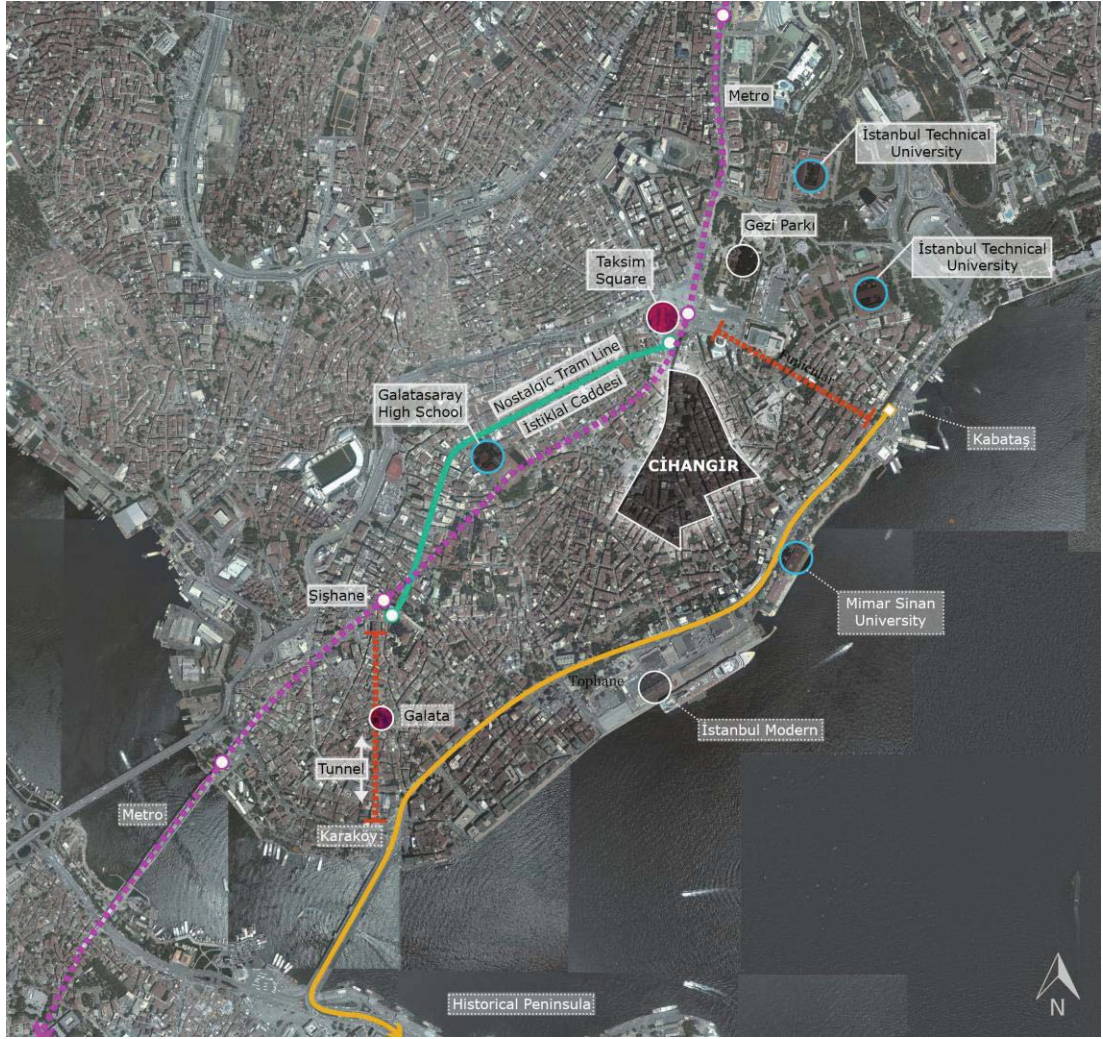 Metro
İstanbul Technical
University
Gezi Parkı
İstanbul Technical
University
Taksim
Square
Funicular
Nostalgic Tram Line
İstiklal Caddesi
Galatasaray
High School
Kabataş
CİHANGİR
Şişhane
Mimar Sinan
University
Tophane
Galata
İstanbul Modern
Tunnel
Metro
Karaköy
Historical Peninsula
N